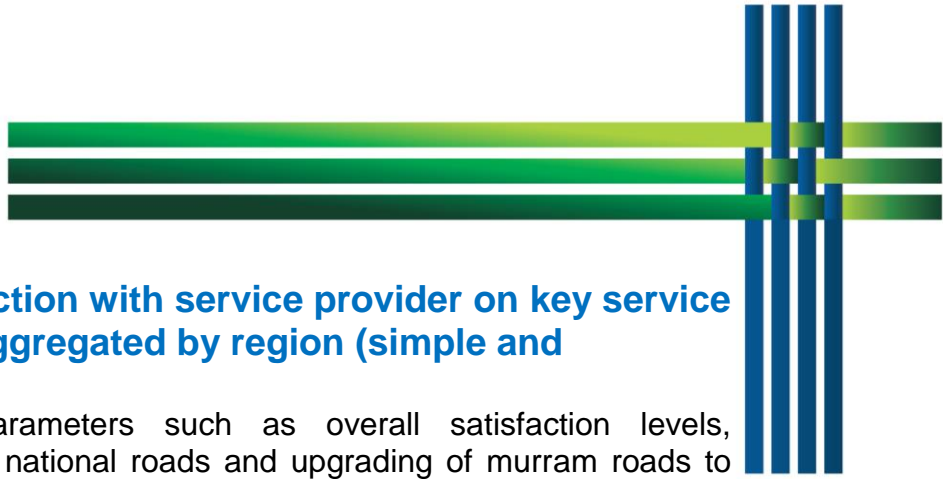 ction with service provider on key service
ggregated by region (simple and
arameters such as overall satisfaction levels,
national roads and upgrading of murram roads to